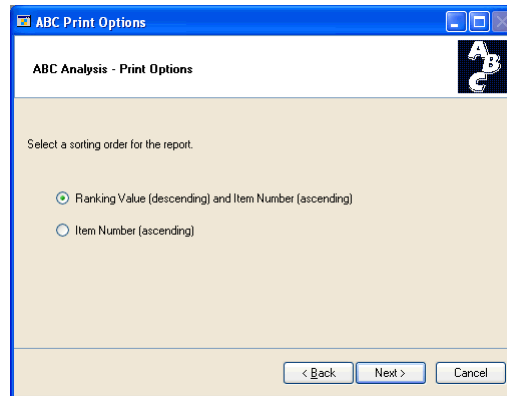 ABC Print Options
ABC Analysis - Print Options
ABC
Select a sorting order for the report.
Ranking Value (descending) and Item Number (ascending)
Item Number (ascending)
< Back Next > Cancel